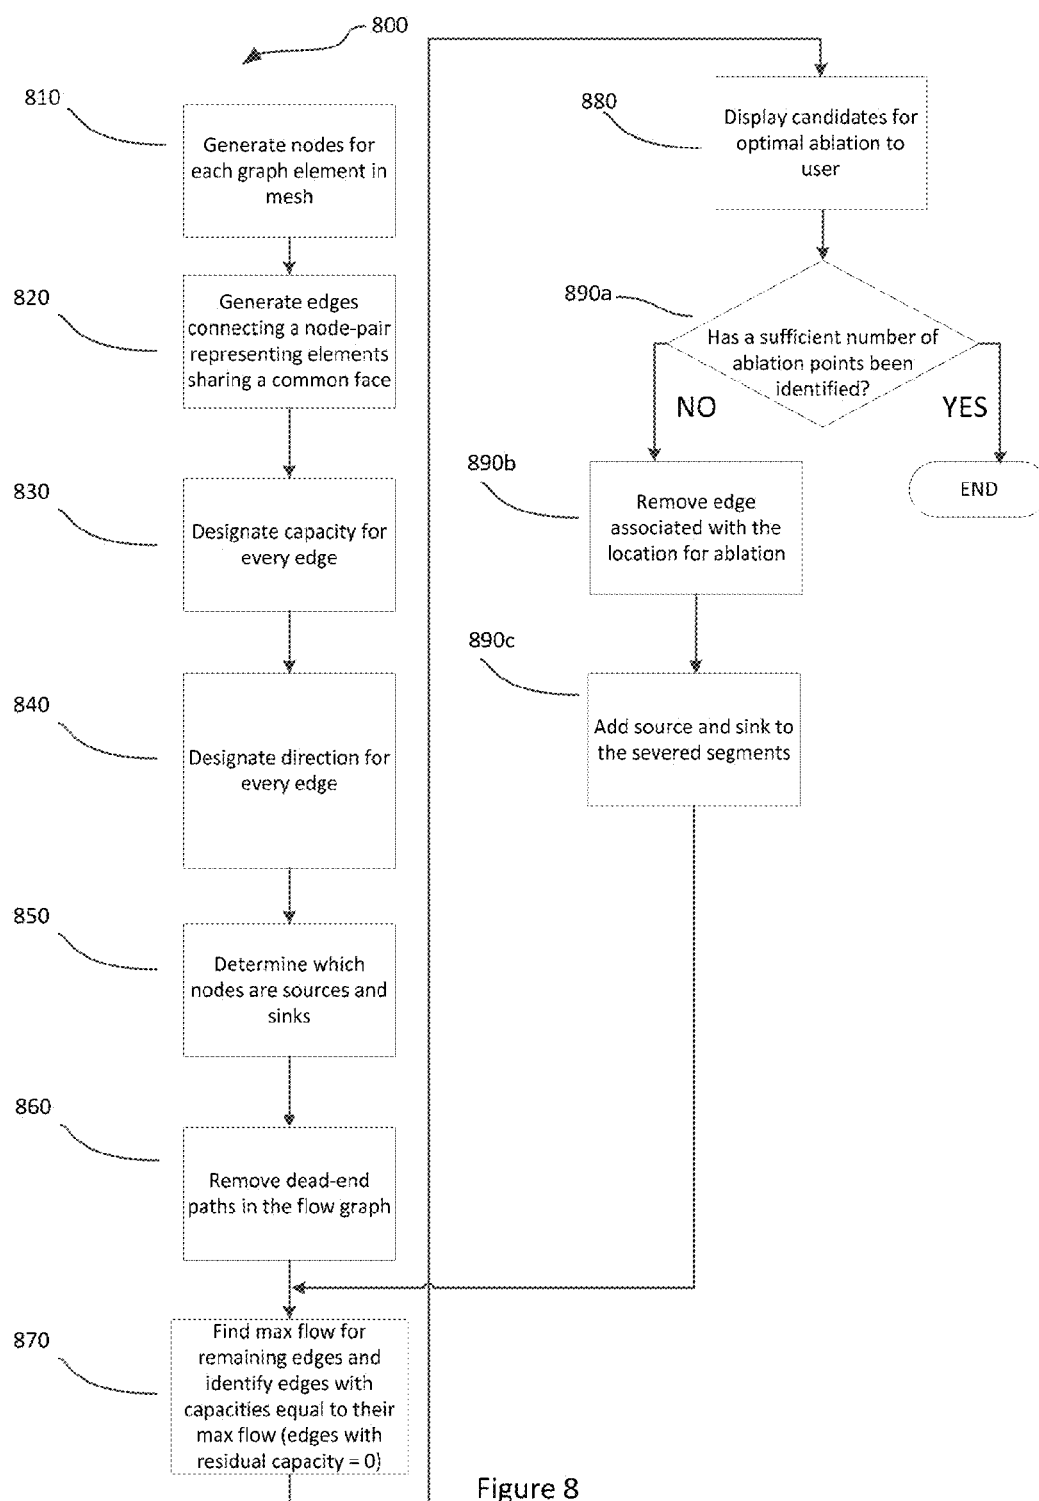 800
810
Generate nodes for
each graph element in
mesh
820
Generate edges
connecting a node-pair
representing elements
sharing a common face
830
Designate capacity for
every edge
840
Designate direction for
every edge
850
Determine which
nodes are sources and
sinks
860
Remove dead-end
paths in the flow graph
870
Find max flow for
remaining edges and
identify edges with
capacities equal to their
max flow (edges with
residual capacity = 0)
880
Display candidates for
optimal ablation to
user
890a
Has a sufficient number of
ablation points been
identified?
NO
YES
890b
Remove edge
associated with the
location for ablation
END
890c
Add source and sink to
the severed segments
Figure 8